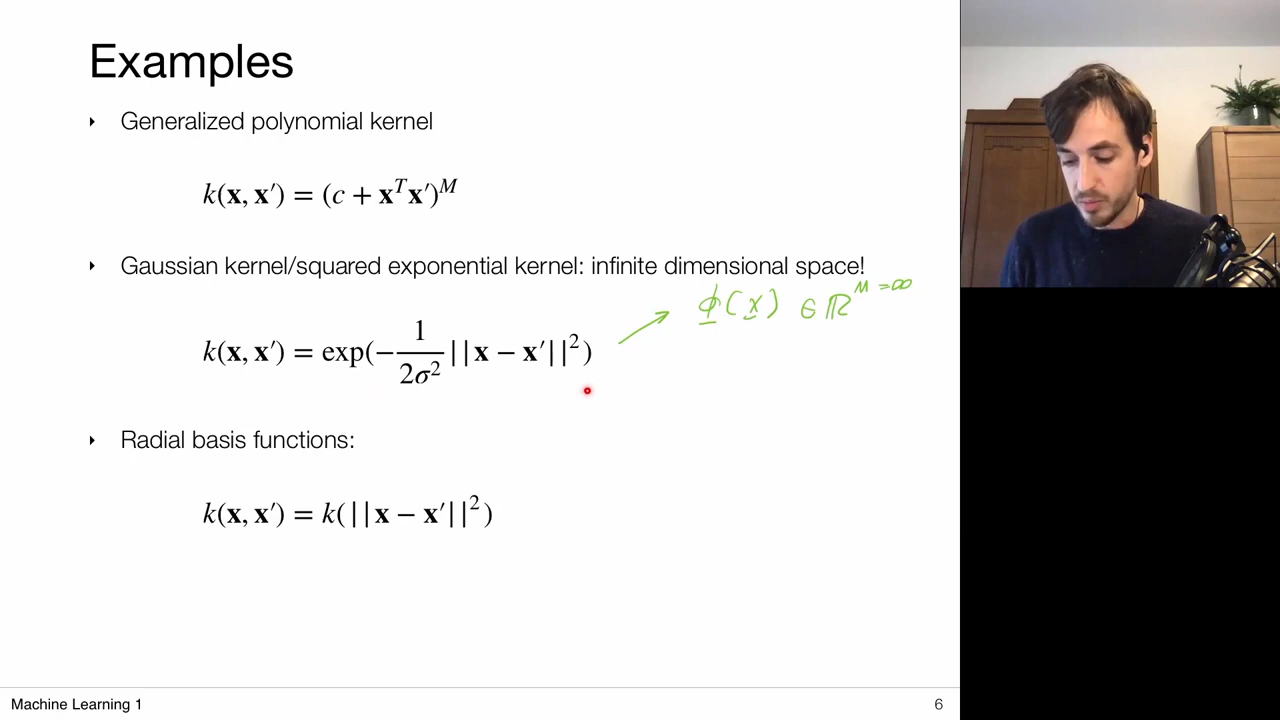 Examples
‣ Generalized polynomial kernel
k(x, x′) = (c + xᵀx′)ᴹ
‣ Gaussian kernel/squared exponential kernel: infinite dimensional space!
ϕ(x) ∈ ℝ^{M=∞}
k(x, x′) = exp(−\frac{1}{2σ²}||x − x′||²)
‣ Radial basis functions:
k(x, x′) = k(||x − x′||²)
Machine Learning 1
6